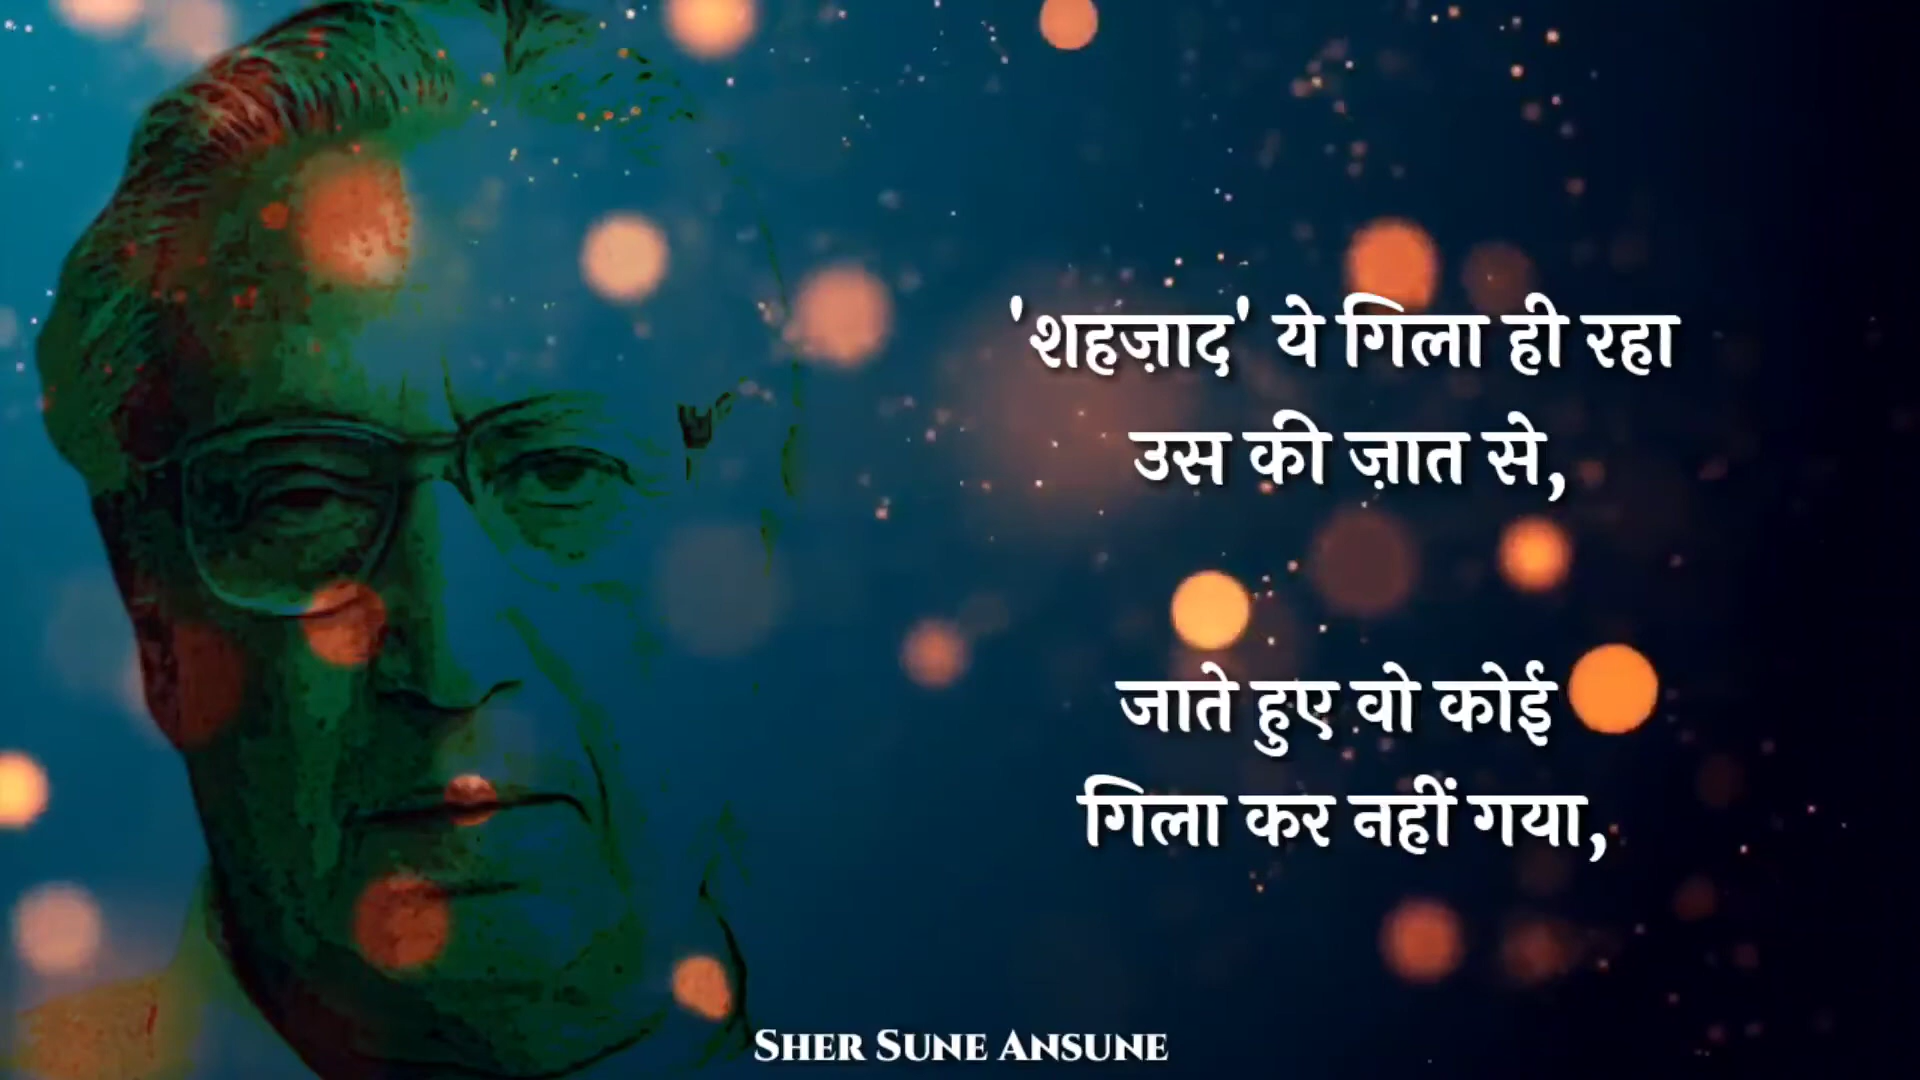 'शहज़ाद' ये गिला ही रहा
उस की ज़ात से,
जाते हुए वो कोई
गिला कर नहीं गया,
SHER SUNE ANSUNE